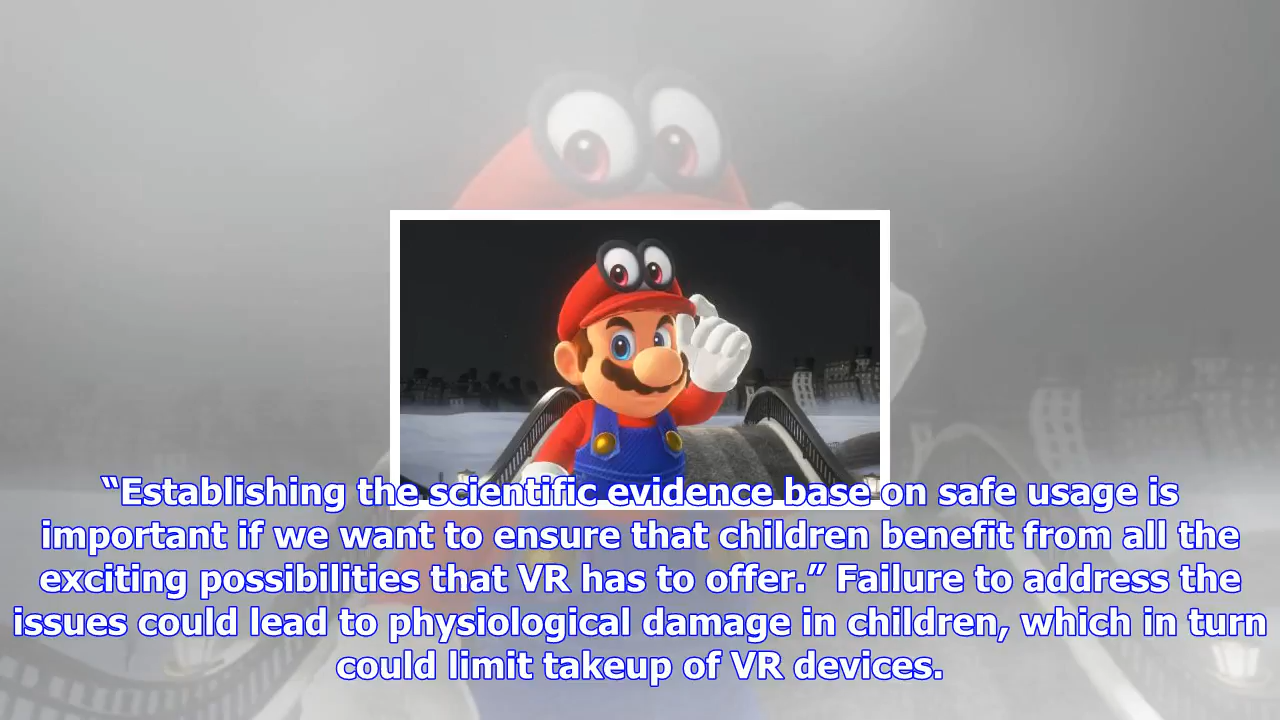 “Establishing the scientific evidence base on safe usage is
important if we want to ensure that children benefit from all the
exciting possibilities that VR has to offer.” Failure to address the
issues could lead to physiological damage in children, which in turn
could limit takeup of VR devices.